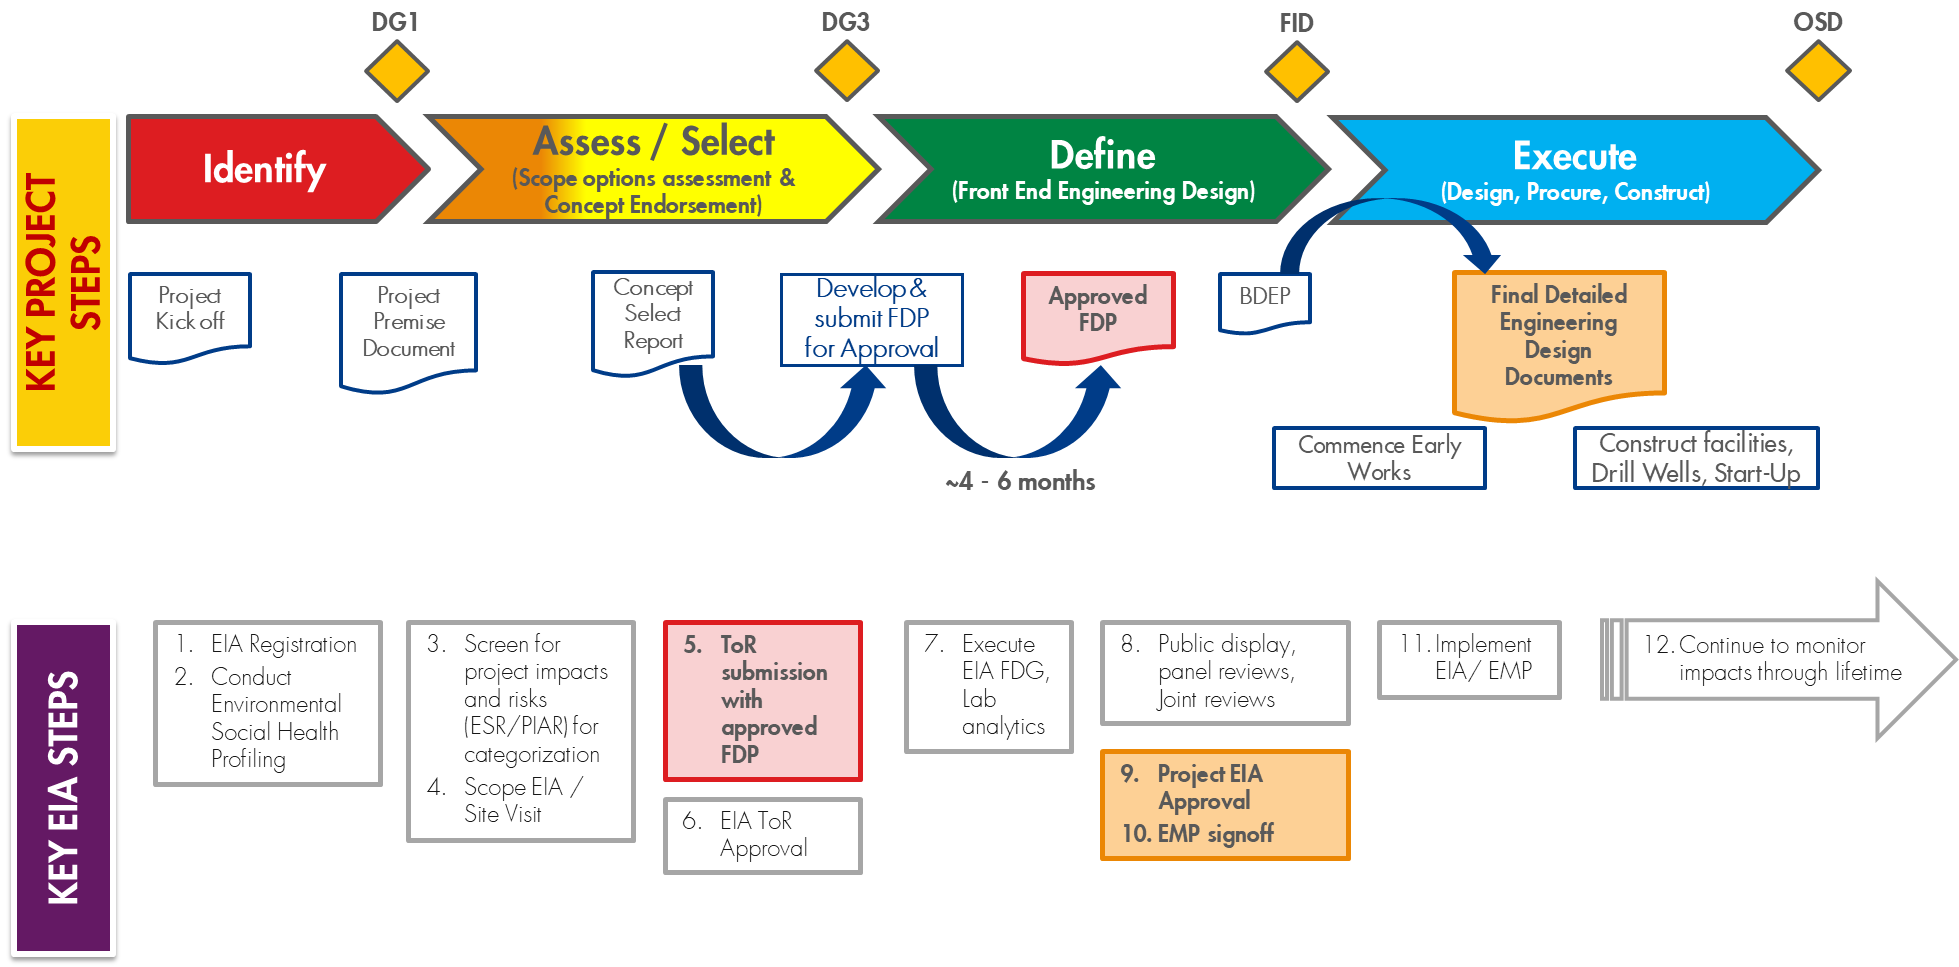 DG1
DG3
FID
OSD
KEY PROJECT
STEPS
Identify
Assess / Select
(Scope options assessment &
Concept Endorsement)
Define
(Front End Engineering Design)
Execute
(Design, Procure, Construct)
Project
Kick off
Project
Premise
Document
Concept
Select
Report
Develop &
submit FDP
for Approval
Approved
FDP
BDEP
Final Detailed
Engineering
Design
Documents
~4 - 6 months
Commence Early
Works
Construct facilities,
Drill Wells, Start-Up
KEY EIA STEPS
1. EIA Registration
2. Conduct
Environmental
Social Health
Profiling
3. Screen for
project impacts
and risks
(ESR/PIAR) for
categorization
4. Scope EIA /
Site Visit
5. ToR
submission
with
approved
FDP
6. EIA ToR
Approval
7. Execute
EIA FDG,
Lab
analytics
8. Public display,
panel reviews,
Joint reviews
9. Project EIA
Approval
10. EMP signoff
11. Implement
EIA/ EMP
12. Continue to monitor
impacts through lifetime